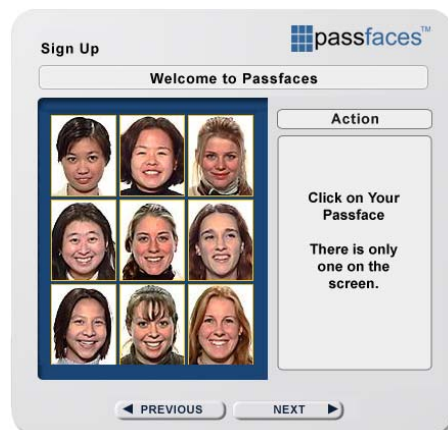 Sign Up
passfaces™
Welcome to Passfaces
Action
Click on Your
Passface
There is only
one on the
screen.
PREVIOUS
NEXT